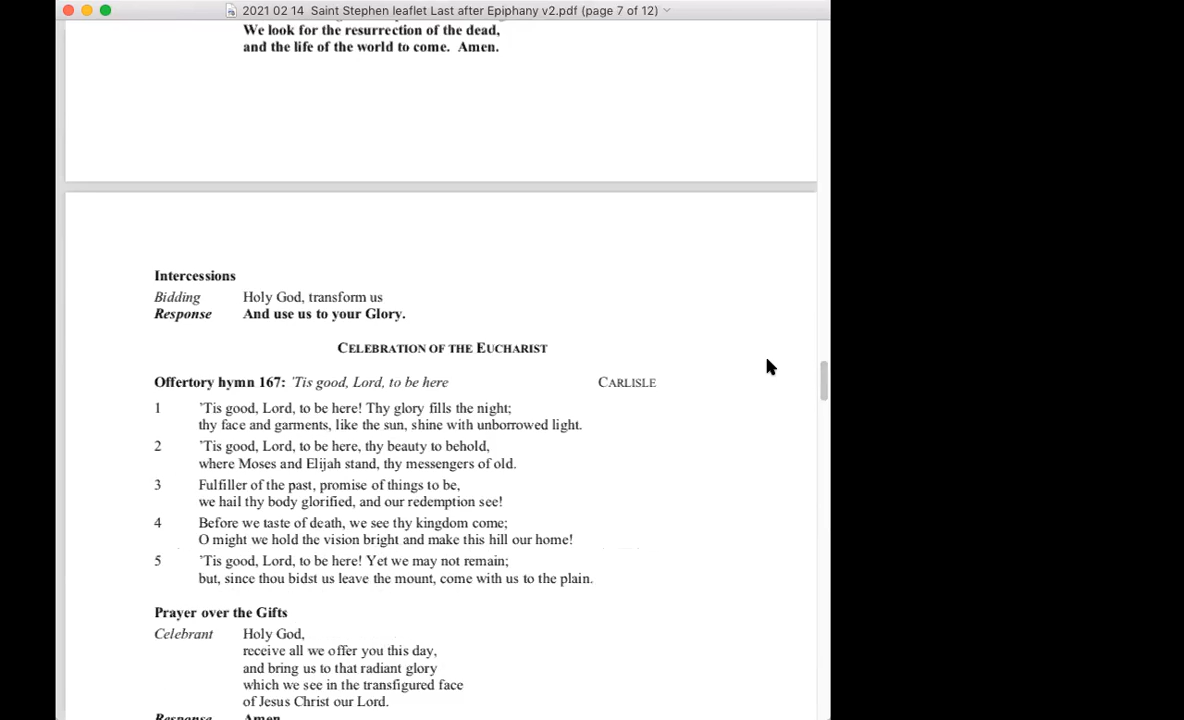 2021 02 14  Saint Stephen leaflet Last after Epiphany v2.pdf (page 7 of 12)
We look for the resurrection of the dead,
and the life of the world to come.  Amen.
Intercessions
Bidding Holy God, transform us
Response And use us to your Glory.
CELEBRATION OF THE EUCHARIST
Offertory hymn 167: 'Tis good, Lord, to be here CARLISLE
1 'Tis good, Lord, to be here! Thy glory fills the night;
thy face and garments, like the sun, shine with unborrowed light.
2 'Tis good, Lord, to be here, thy beauty to behold,
where Moses and Elijah stand, thy messengers of old.
3 Fulfiller of the past, promise of things to be,
we hail thy body glorified, and our redemption see!
4 Before we taste of death, we see thy kingdom come;
O might we hold the vision bright and make this hill our home!
5 'Tis good, Lord, to be here! Yet we may not remain;
but, since thou bidst us leave the mount, come with us to the plain.
Prayer over the Gifts
Celebrant Holy God,
receive all we offer you this day,
and bring us to that radiant glory
which we see in the transfigured face
of Jesus Christ our Lord.
Response Amen